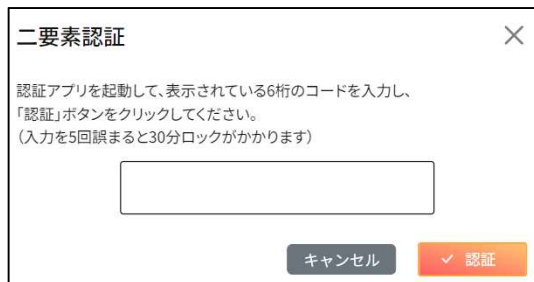 二要素認証
認証アプリを起動して、表示されている6桁のコードを入力し、
「認証」ボタンをクリックしてください。
（入力を5回誤まると30分ロックがかかります）
キャンセル
認証